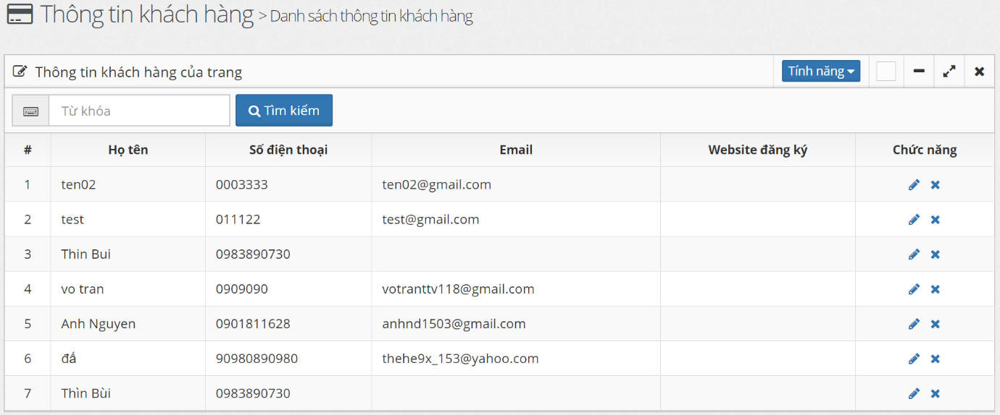 Thông tin khách hàng > Danh sách thông tin khách hàng
Thông tin khách hàng của trang Tính năng
Từ khóa Tìm kiếm
# Họ tên Số điện thoại Email Website đăng ký Chức năng
1 ten02 0003333 ten02@gmail.com
2 test 011122 test@gmail.com
3 Thin Bui 0983890730
4 vo tran 0909090 votranttv118@gmail.com
5 Anh Nguyen 0901811628 anhnd1503@gmail.com
6 đấ 90980890980 thehe9x_153@yahoo.com
7 Thìn Bùi 0983890730